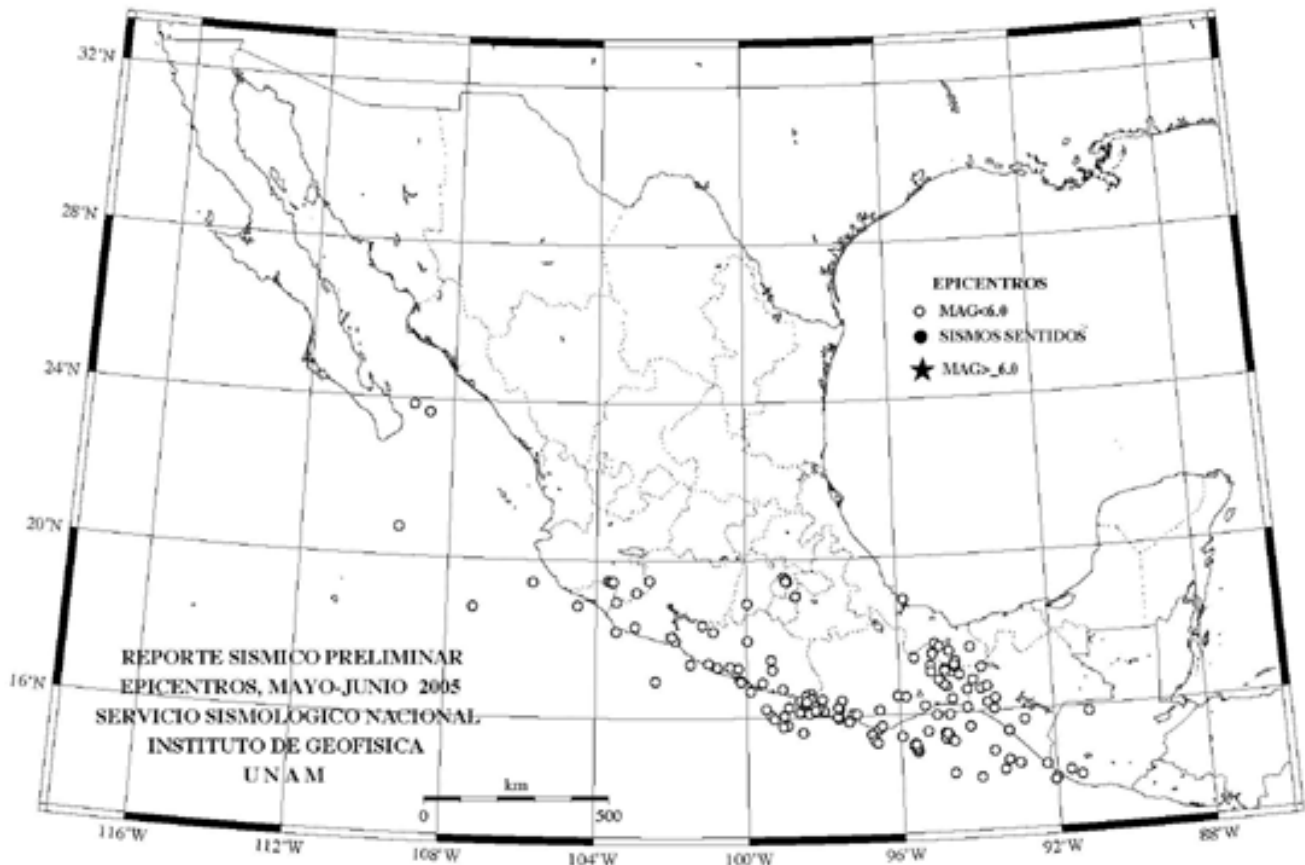 32°N
28°N
24°N
20°N
16°N
EPICENTROS
MAG<6.0
SISMOS SENTIDOS
MAG>_6.0
REPORTE SISMICO PRELIMINAR
EPICENTROS, MAYO-JUNIO 2005
SERVICIO SISMOLOGICO NACIONAL
INSTITUTO DE GEOFISICA
U N A M
km
0 500
116°W 112°W 108°W 104°W 100°W 96°W 92°W 88°W